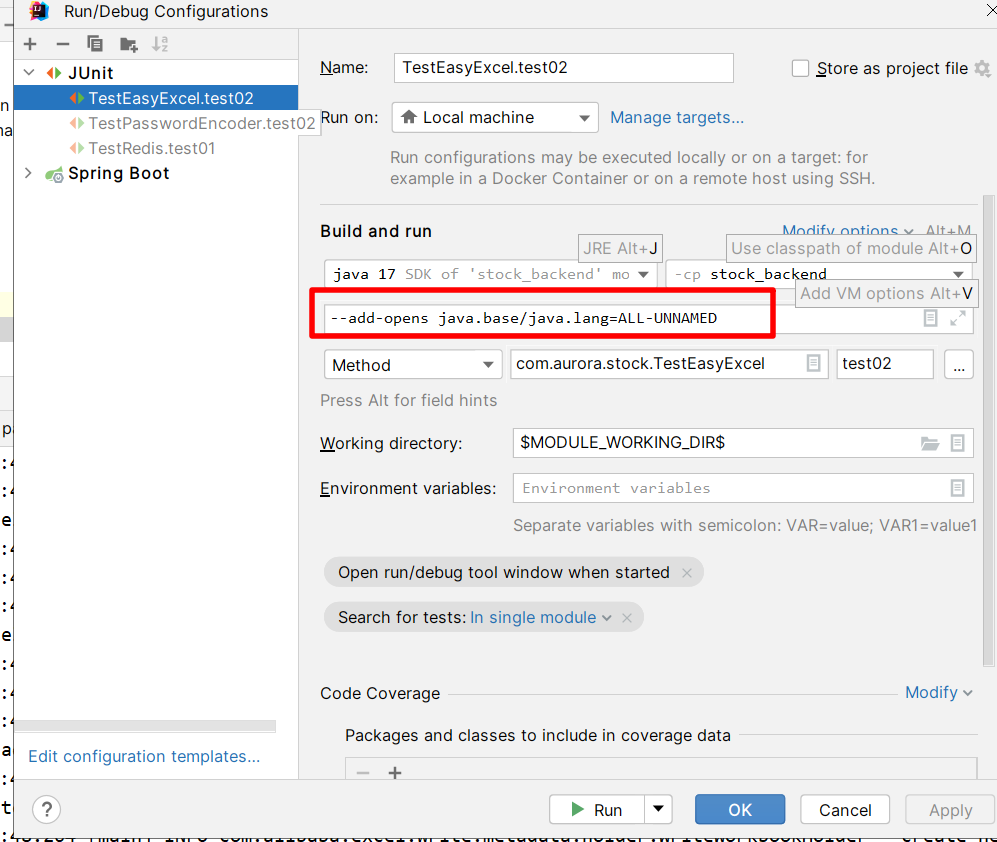 Run/Debug Configurations
JUnit
TestEasyExcel.test02
TestPasswordEncoder.test02
TestRedis.test01
Spring Boot
Edit configuration templates...
Name:
TestEasyExcel.test02
Store as project file
Run on:
Local machine
Manage targets...
Run configurations may be executed locally or on a target: for
example in a Docker Container or on a remote host using SSH.
Build and run
Modify options
Alt+M
JRE Alt+J
Use classpath of module Alt+O
java 17 SDK of 'stock_backend' mo
-cp stock_backend
Add VM options Alt+V
--add-opens java.base/java.lang=ALL-UNNAMED
Method
com.aurora.stock.TestEasyExcel
test02
...
Press Alt for field hints
Working directory:
$MODULE_WORKING_DIR$
Environment variables:
Environment variables
Separate variables with semicolon: VAR=value; VAR1=value1
Open run/debug tool window when started
Search for tests: In single module
Code Coverage
Modify
Packages and classes to include in coverage data
?
Run
OK
Cancel
Apply